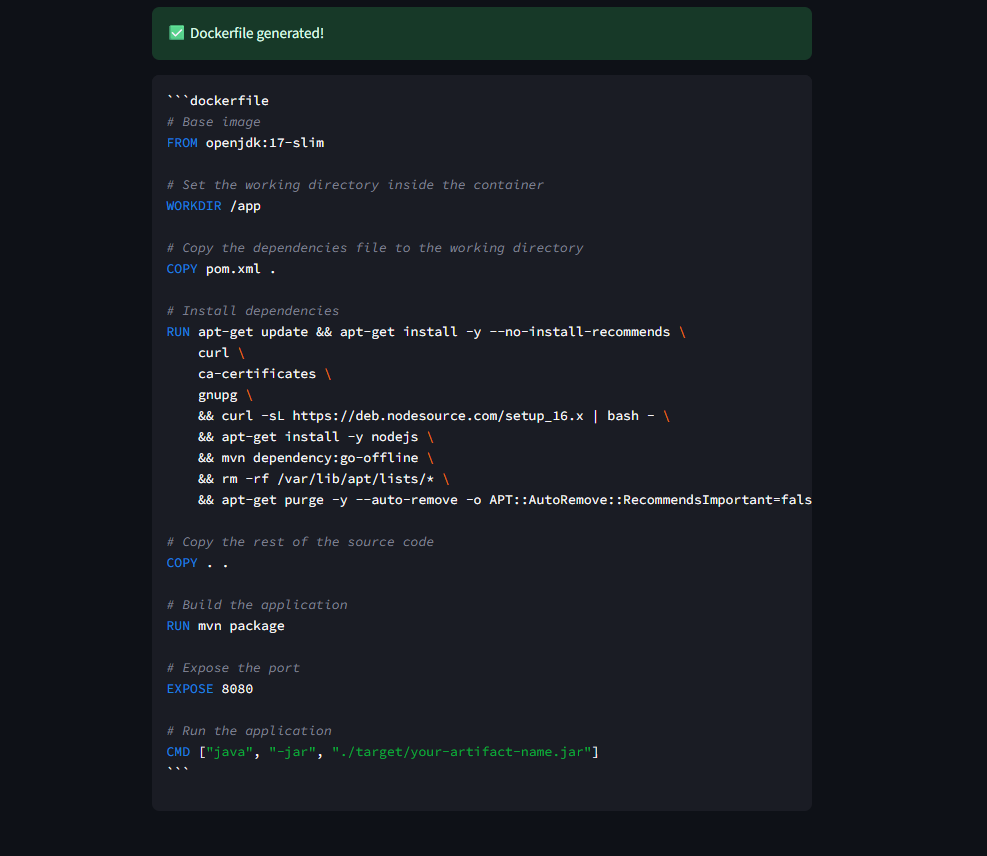 ✅ Dockerfile generated!
```dockerfile
# Base image
FROM openjdk:17-slim
# Set the working directory inside the container
WORKDIR /app
# Copy the dependencies file to the working directory
COPY pom.xml .
# Install dependencies
RUN apt-get update && apt-get install -y --no-install-recommends \
    curl \
    ca-certificates \
    gnupg \
    && curl -sL https://deb.nodesource.com/setup_16.x | bash - \
    && apt-get install -y nodejs \
    && mvn dependency:go-offline \
    && rm -rf /var/lib/apt/lists/* \
    && apt-get purge -y --auto-remove -o APT::AutoRemove::RecommendsImportant=fals
# Copy the rest of the source code
COPY . .
# Build the application
RUN mvn package
# Expose the port
EXPOSE 8080
# Run the application
CMD ["java", "-jar", "./target/your-artifact-name.jar"]
```